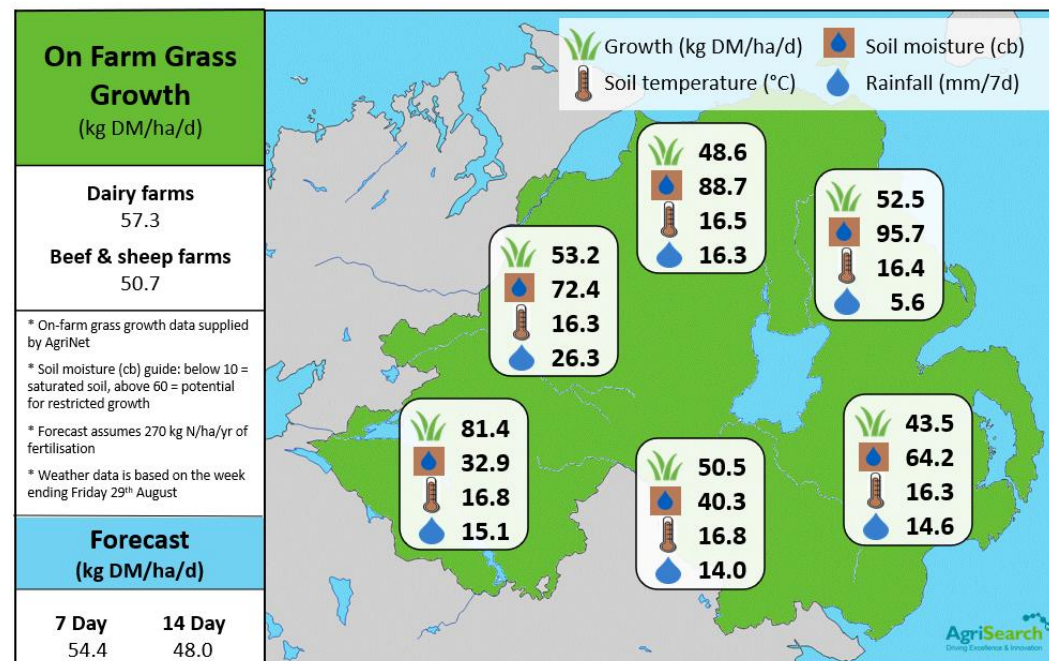 On Farm Grass
Growth
(kg DM/ha/d)
Dairy farms
57.3
Beef & sheep farms
50.7
* On-farm grass growth data supplied
by AgriNet
* Soil moisture (cb) guide: below 10 =
saturated soil, above 60 = potential
for restricted growth
* Forecast assumes 270 kg N/ha/yr of
fertilisation
* Weather data is based on the week
ending Friday 29th August
Forecast
(kg DM/ha/d)
7 Day 14 Day
54.4 48.0
Growth (kg DM/ha/d) Soil moisture (cb)
Soil temperature (°C) Rainfall (mm/7d)
48.6
88.7
16.5
16.3
52.5
95.7
16.4
5.6
53.2
72.4
16.3
26.3
81.4
32.9
16.8
15.1
50.5
40.3
16.8
14.0
43.5
64.2
16.3
14.6
AgriSearch
Driving Excellence & Innovation